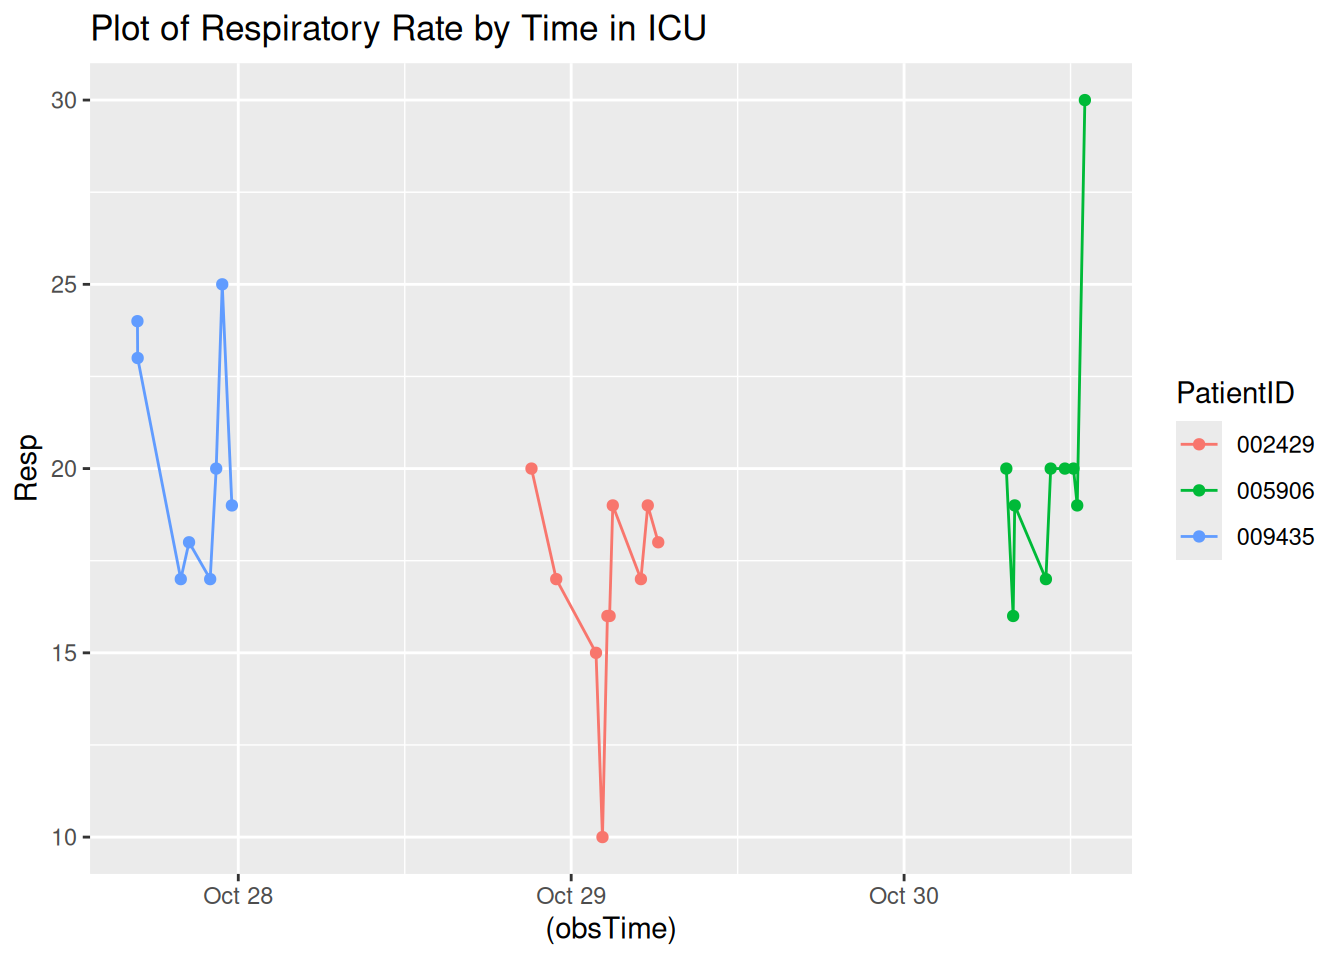 Plot of Respiratory Rate by Time in ICU
30
25
20
15
10
Resp
Oct 28
Oct 29
Oct 30
(obsTime)
PatientID
002429
005906
009435